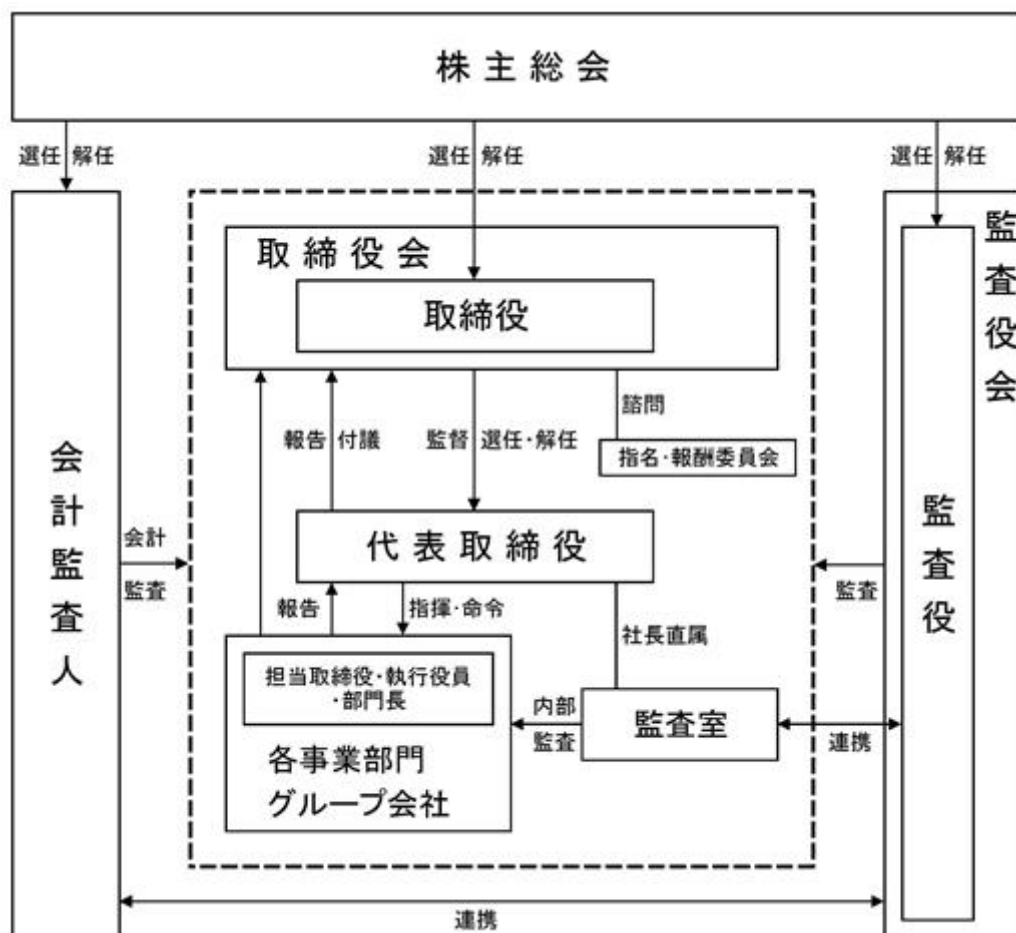 株主総会
選任 解任
選任 解任
選任 解任
取締役会
取締役
監査役会
監査役
会計監査人
報告 付議
監督 選任・解任
諮問
指名・報酬委員会
代表取締役
会計
監査
監査
報告
指揮・命令
社長直属
担当取締役・執行役員
・部門長
各事業部門
グループ会社
内部
監査
監査室
連携
連携